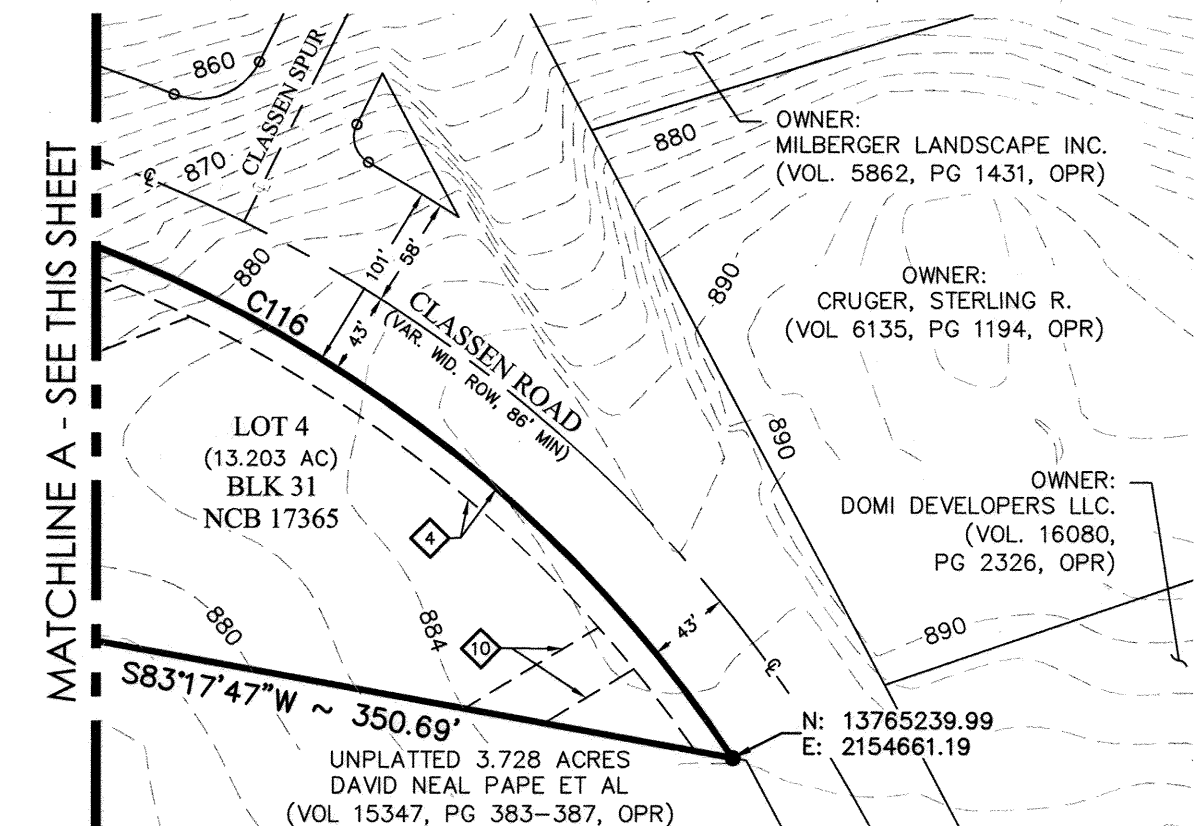 MATCHLINE A - SEE THIS SHEET
860
CLASSEN SPUR
870
℄
880
C116
101'
58'
43'
CLASSEN ROAD
(VAR. WID. ROW, 86' MIN)
880
OWNER:
MILBERGER LANDSCAPE INC.
(VOL. 5862, PG 1431, OPR)
890
OWNER:
CRUGER, STERLING R.
(VOL 6135, PG 1194, OPR)
890
OWNER:
DOMI DEVELOPERS LLC.
(VOL. 16080,
PG 2326, OPR)
890
LOT 4
(13.203 AC)
BLK 31
NCB 17365
4
880
884
10
43'
℄
S83°17'47"W ~ 350.69'
N: 13765239.99
E: 2154661.19
UNPLATTED 3.728 ACRES
DAVID NEAL PAPE ET AL
(VOL 15347, PG 383-387, OPR)